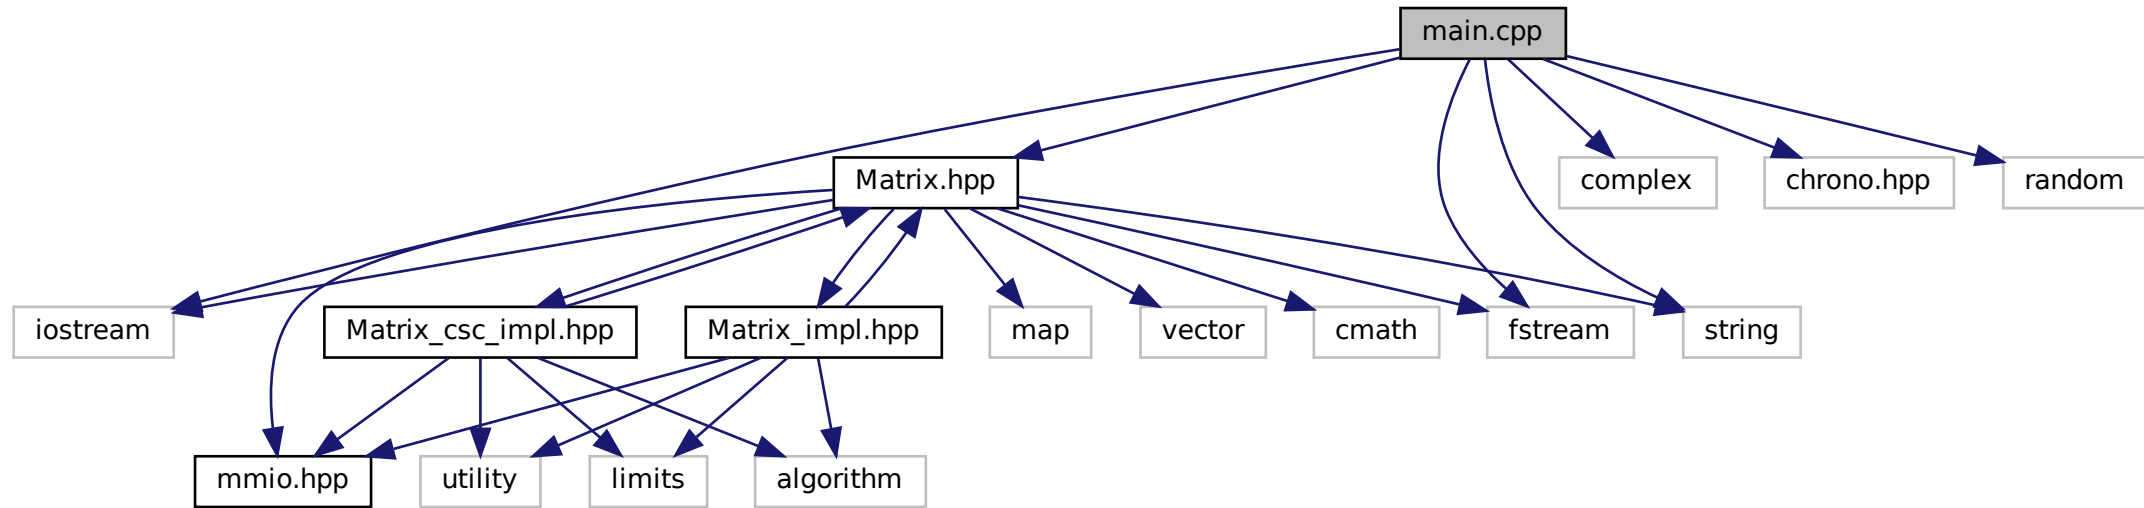 main.cpp
Matrix.hpp
complex
chrono.hpp
random
iostream
Matrix_csc_impl.hpp
Matrix_impl.hpp
map
vector
cmath
fstream
string
mmio.hpp
utility
limits
algorithm